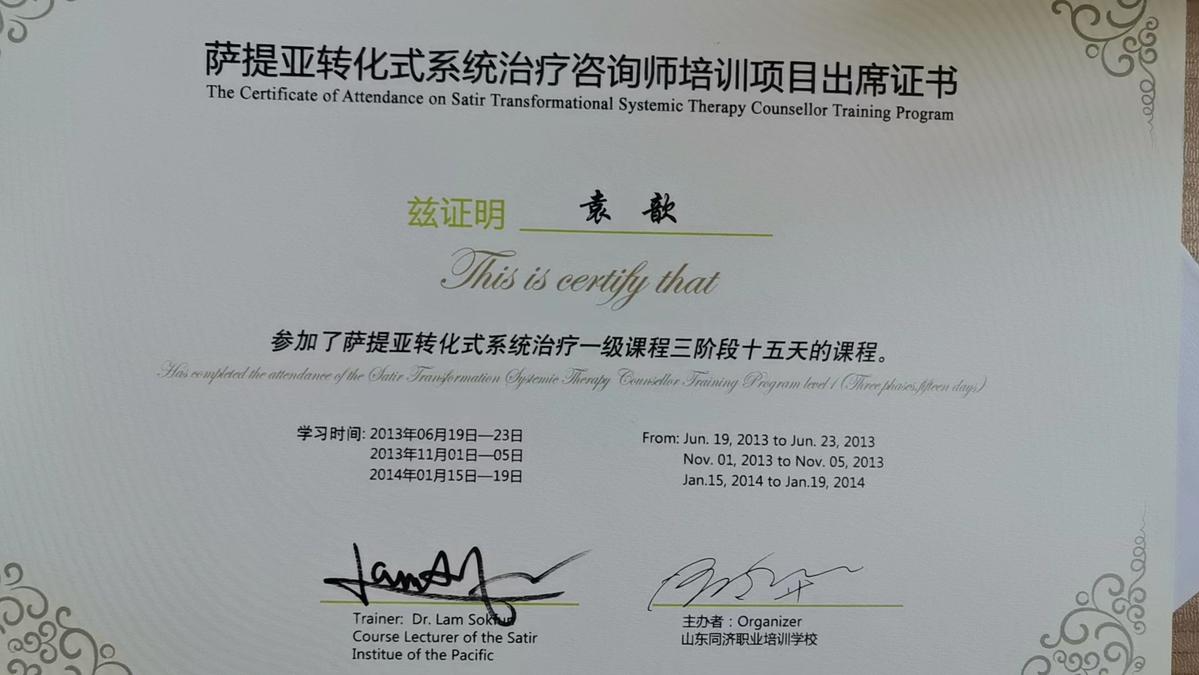 萨提亚转化式系统治疗咨询师培训项目出席证书
The Certificate of Attendance on Satir Transformational Systemic Therapy Counsellor Training Program
兹证明 袁 歆
This is certify that
参加了萨提亚转化式系统治疗一级课程三阶段十五天的课程。
Has completed the attendance of the Satir Transformation Systemic Therapy Counsellor Training Program level 1 (Three phases,fifteen days)
学习时间: 2013年06月19日—23日
2013年11月01日—05日
2014年01月15日—19日
From: Jun. 19, 2013 to Jun. 23, 2013
Nov. 01, 2013 to Nov. 05, 2013
Jan.15, 2014 to Jan.19, 2014
Trainer: Dr. Lam Sokfun
Course Lecturer of the Satir
Institue of the Pacific
主办者：Organizer
山东同济职业培训学校